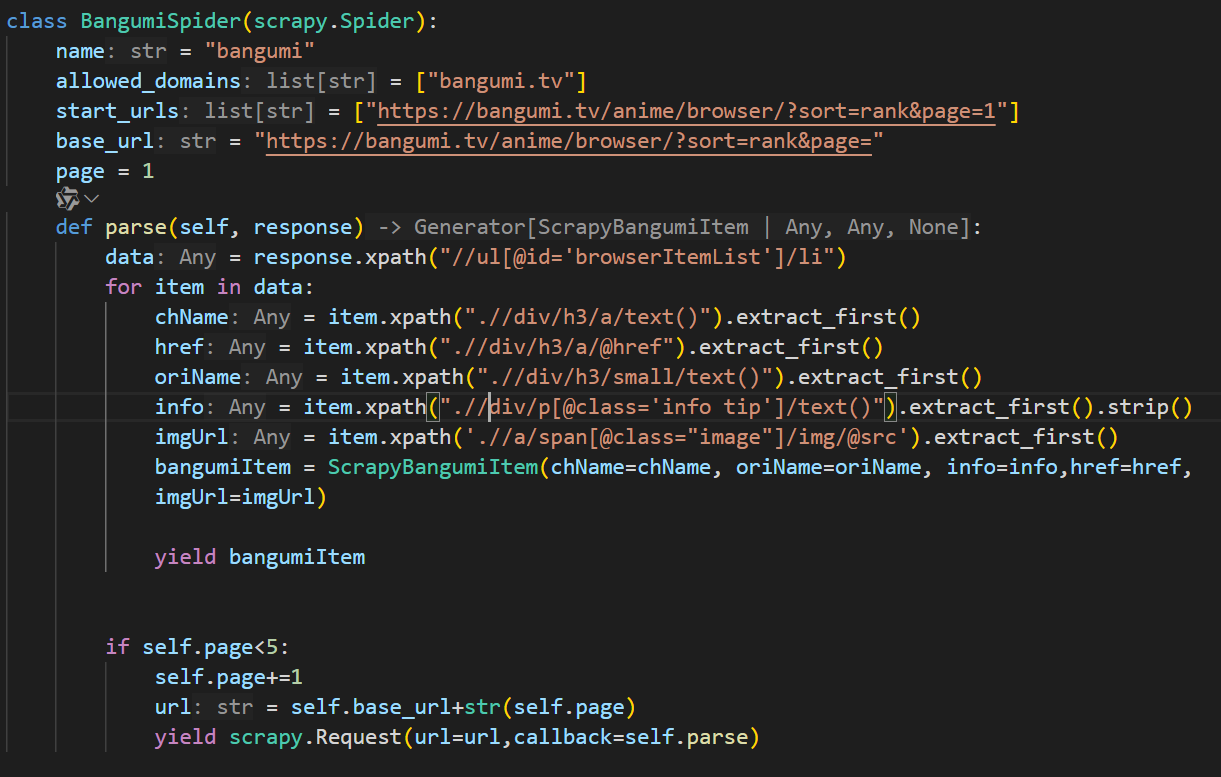 class BangumiSpider(scrapy.Spider):
    name: str = "bangumi"
    allowed_domains: list[str] = ["bangumi.tv"]
    start_urls: list[str] = ["https://bangumi.tv/anime/browser/?sort=rank&page=1"]
    base_url: str = "https://bangumi.tv/anime/browser/?sort=rank&page="
    page = 1
    def parse(self, response) -> Generator[ScrapyBangumiItem | Any, Any, None]:
        data: Any = response.xpath("//ul[@id='browserItemList']/li")
        for item in data:
            chName: Any = item.xpath(".//div/h3/a/text()").extract_first()
            href: Any = item.xpath(".//div/h3/a/@href").extract_first()
            oriName: Any = item.xpath(".//div/h3/small/text()").extract_first()
            info: Any = item.xpath(".//div/p[@class='info tip']/text()").extract_first().strip()
            imgUrl: Any = item.xpath('.//a/span[@class="image"]/img/@src').extract_first()
            bangumiItem = ScrapyBangumiItem(chName=chName, oriName=oriName, info=info,href=href,
            imgUrl=imgUrl)
            yield bangumiItem
        if self.page<5:
            self.page+=1
            url: str = self.base_url+str(self.page)
            yield scrapy.Request(url=url,callback=self.parse)